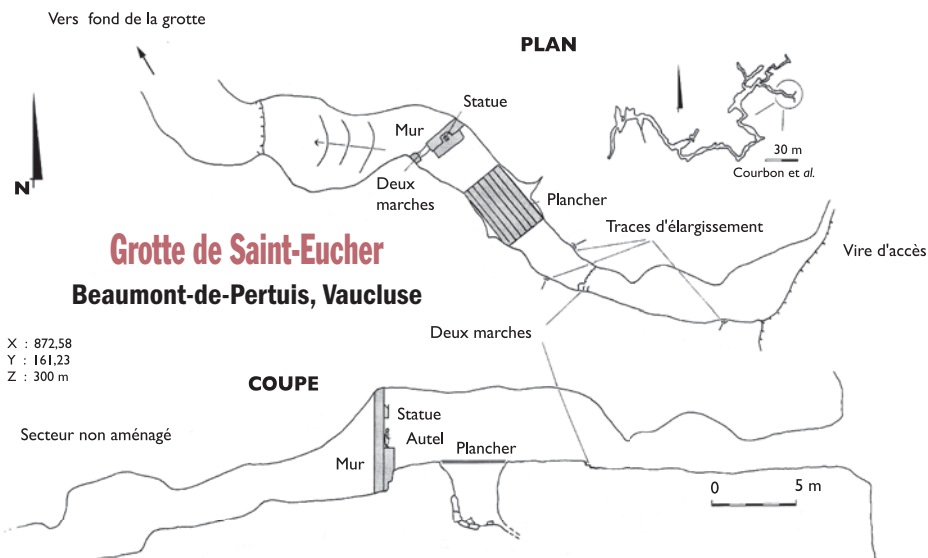 Vers fond de la grotte
PLAN
Statue
Mur
N
Deux
marches
Plancher
30 m
Courbon et al.
Traces d'élargissement
Vire d'accès
Grotte de Saint-Eucher
Beaumont-de-Pertuis, Vaucluse
Deux marches
X : 872,58
Y : 161,23
Z : 300 m
COUPE
Secteur non aménagé
Statue
Autel
Mur
Plancher
0 5 m